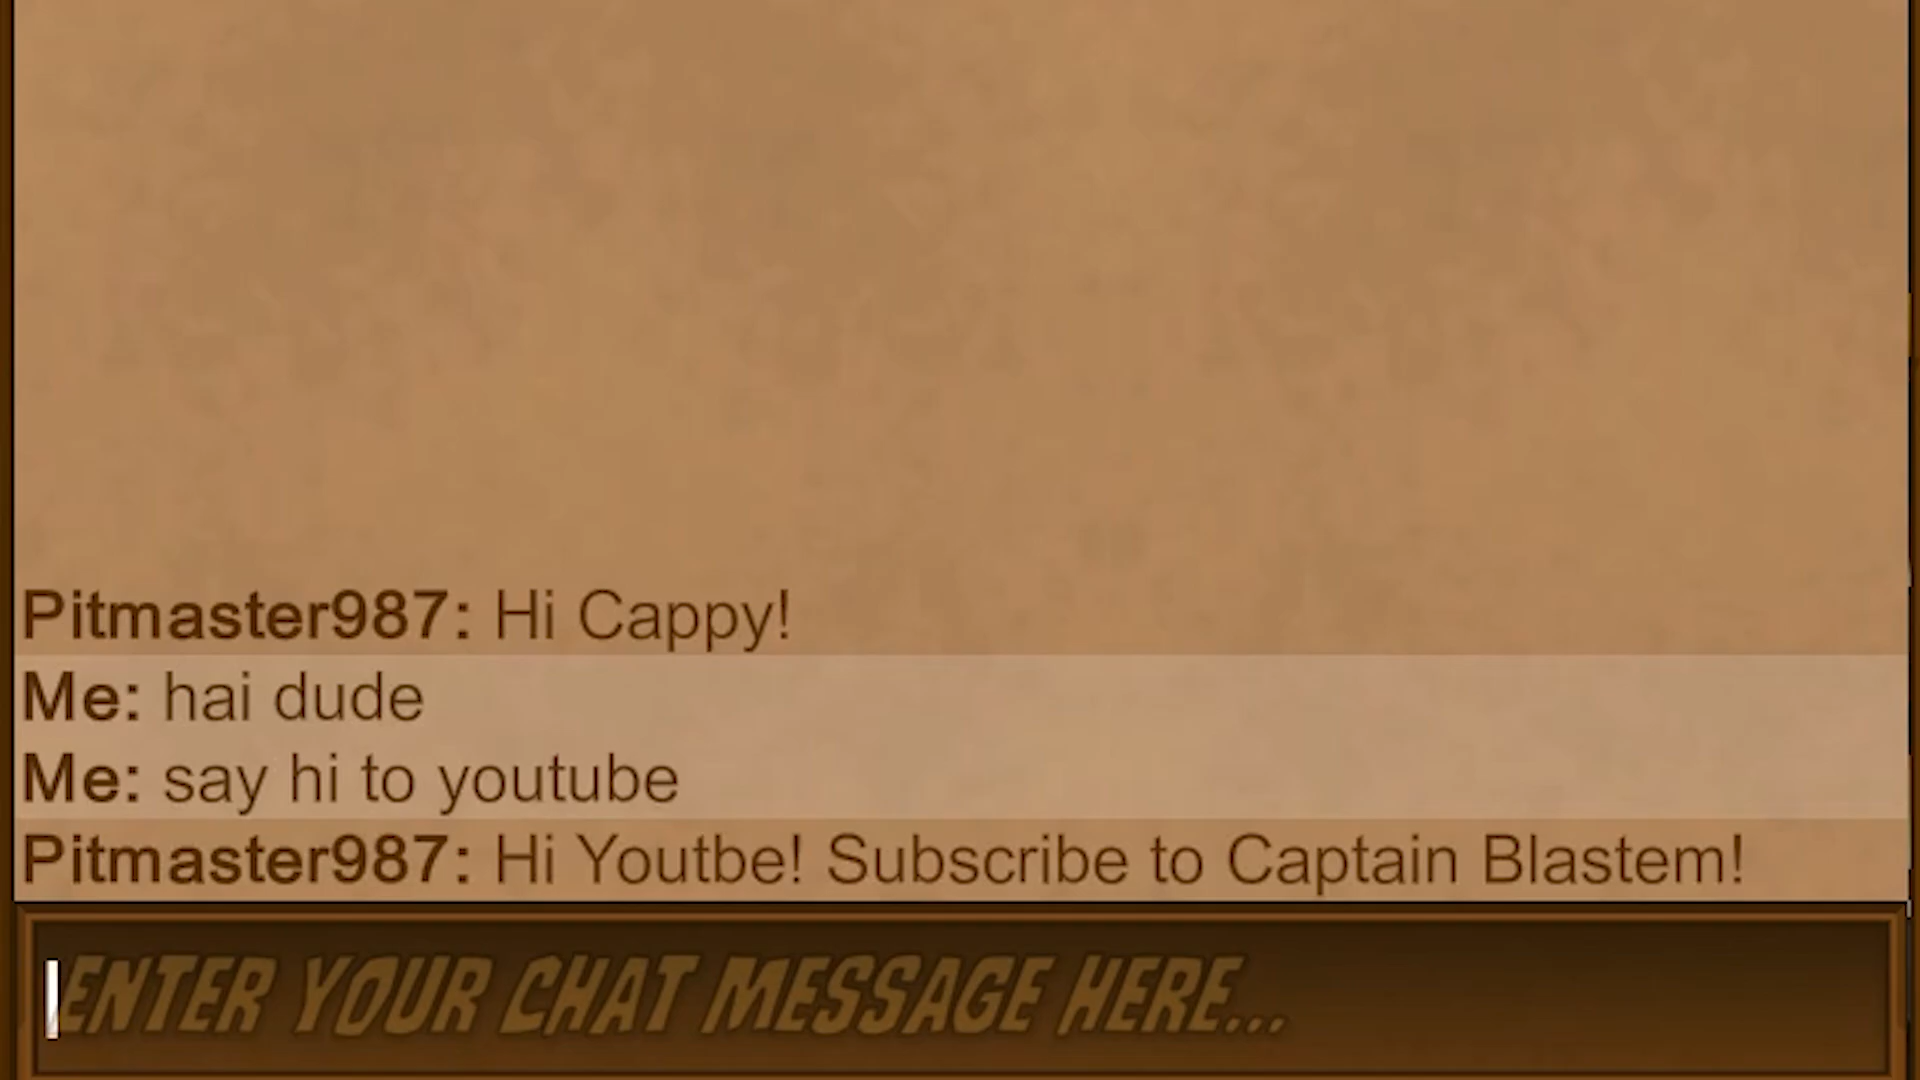 Pitmaster987: Hi Cappy!
Me: hai dude
Me: say hi to youtube
Pitmaster987: Hi Youtbe! Subscribe to Captain Blastem!
ENTER YOUR CHAT MESSAGE HERE...